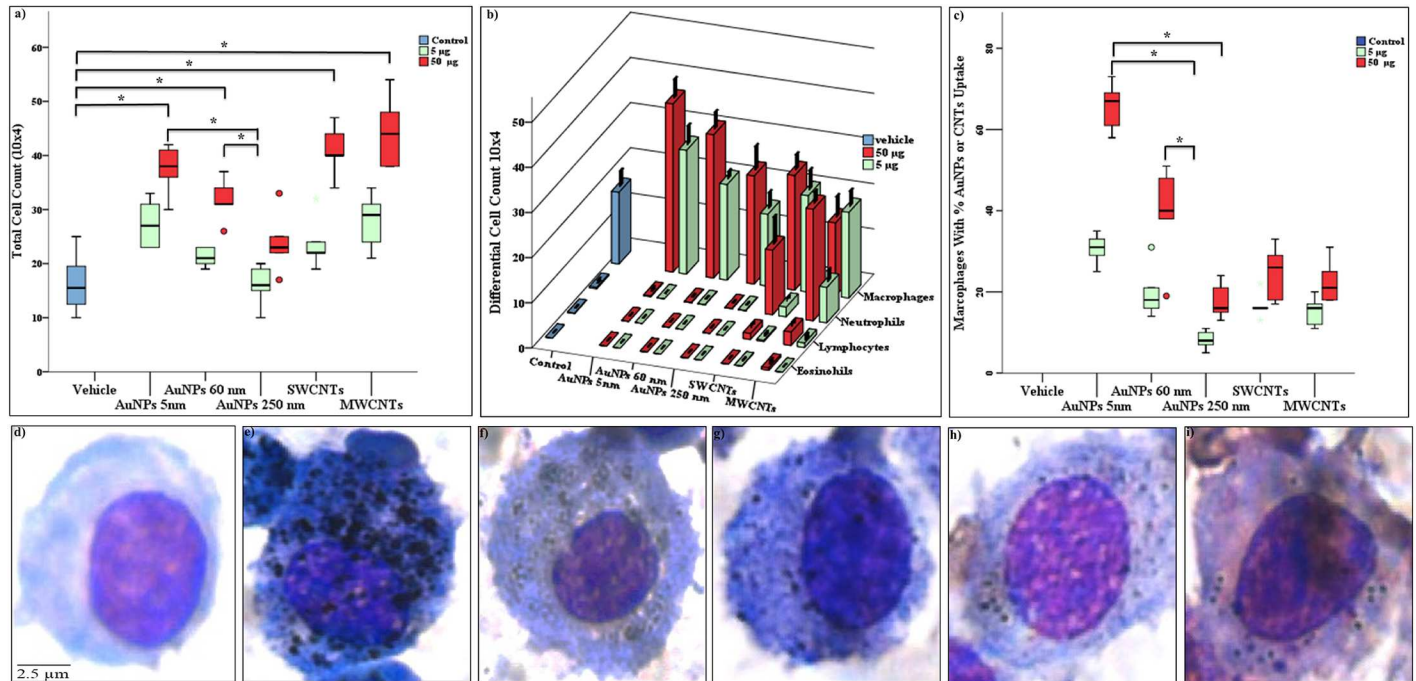 a)
Total Cell Count (10x4)
60
50
40
30
20
10
0
*
*
*
*
*
*
Control
5 µg
50 µg
Vehicle
AuNPs 5nm
AuNPs 60 nm
AuNPs 250 nm
SWCNTs
MWCNTs
b)
Differential Cell Count 10x4
50
40
30
20
10
0
vehicle
50 µg
5 µg
Macrophages
Neutrophils
Lymphocytes
Eosinohils
Control
AuNPs 5nm
AuNPs 60 nm
AuNPs 250 nm
SWCNTs
MWCNTs
c)
Marcophages With % AuNPs or CNTs Uptake
80
60
40
20
0
*
*
*
Control
5 µg
50 µg
Vehicle
AuNPs 5nm
AuNPs 60 nm
AuNPs 250 nm
SWCNTs
MWCNTs
d)
2.5 µm
e)
f)
g)
h)
i)